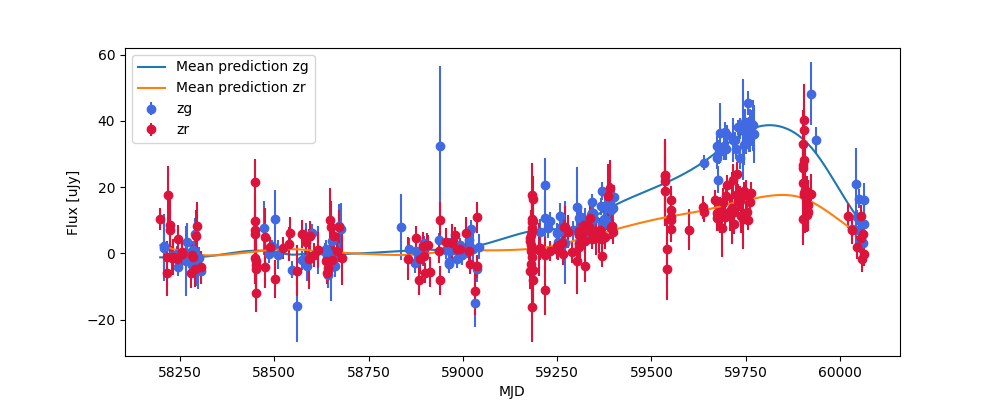 Mean prediction zg
Mean prediction zr
zg
zr
60
40
20
0
−20
Flux [uJy]
58250 58500 58750 59000 59250 59500 59750 60000
MJD